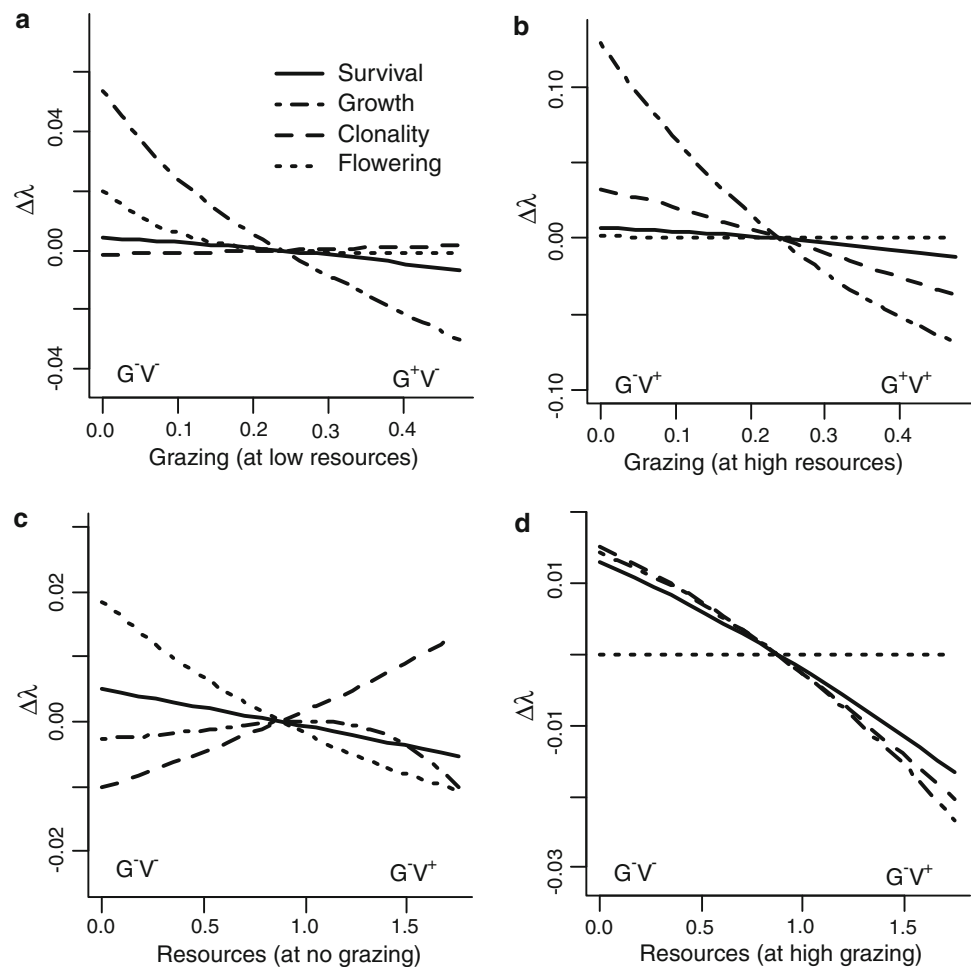 a
Δλ
0.04
0.00
-0.04
Survival
Growth
Clonality
Flowering
G⁻V⁻
G⁺V⁻
0.0 0.1 0.2 0.3 0.4
Grazing (at low resources)
b
Δλ
0.10
0.00
-0.10
G⁻V⁺
G⁺V⁺
0.0 0.1 0.2 0.3 0.4
Grazing (at high resources)
c
Δλ
0.02
0.00
-0.02
G⁻V⁻
G⁻V⁺
0.0 0.5 1.0 1.5
Resources (at no grazing)
d
Δλ
0.01
-0.01
-0.03
G⁻V⁻
G⁻V⁺
0.0 0.5 1.0 1.5
Resources (at high grazing)